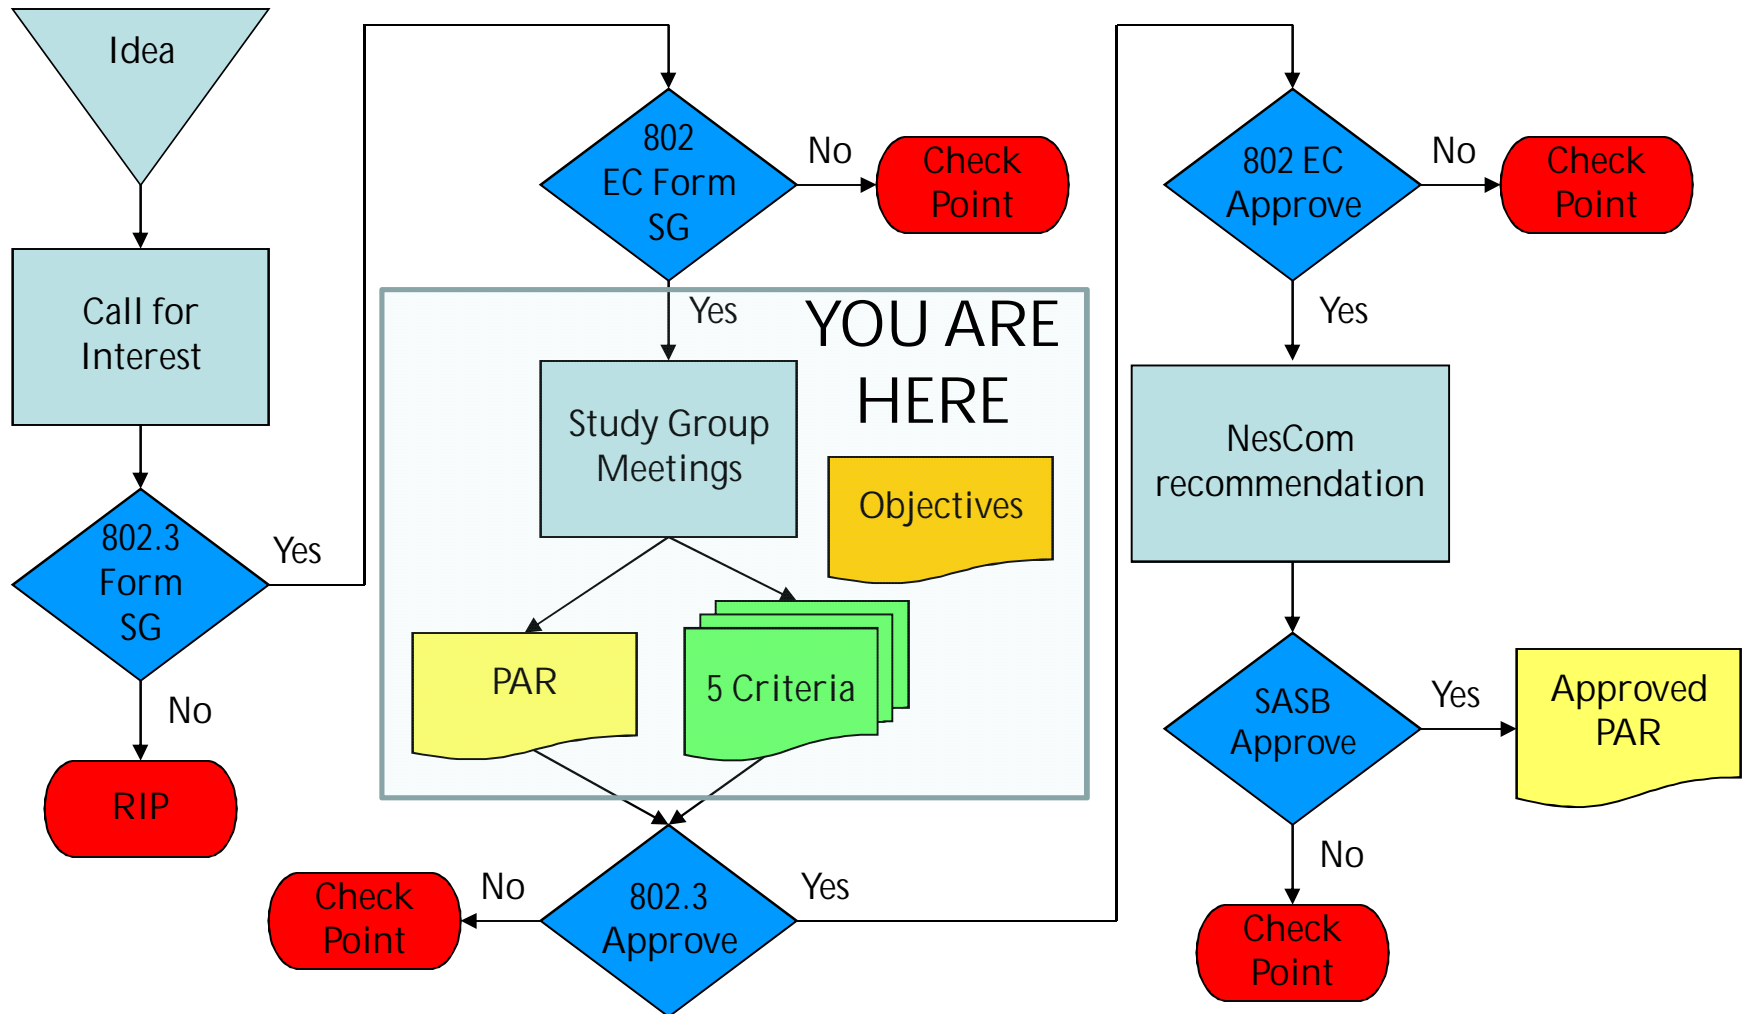 Idea
Call for
Interest
802.3
Form
SG
Yes
No
RIP
802
EC Form
SG
No
Check
Point
Yes
YOU ARE
HERE
Study Group
Meetings
Objectives
PAR
5 Criteria
802.3
Approve
No
Check
Point
Yes
802 EC
Approve
No
Check
Point
Yes
NesCom
recommendation
SASB
Approve
Yes
Approved
PAR
No
Check
Point